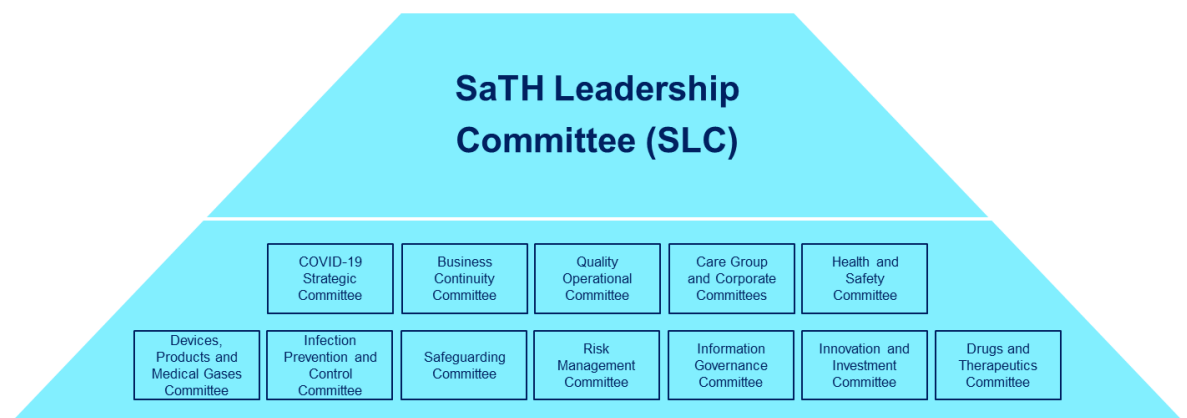 SaTH Leadership
Committee (SLC)
COVID-19
Strategic
Committee
Business
Continuity
Committee
Quality
Operational
Committee
Care Group
and Corporate
Committees
Health and
Safety
Committee
Devices,
Products and
Medical Gases
Committee
Infection
Prevention and
Control
Committee
Safeguarding
Committee
Risk
Management
Committee
Information
Governance
Committee
Innovation and
Investment
Committee
Drugs and
Therapeutics
Committee